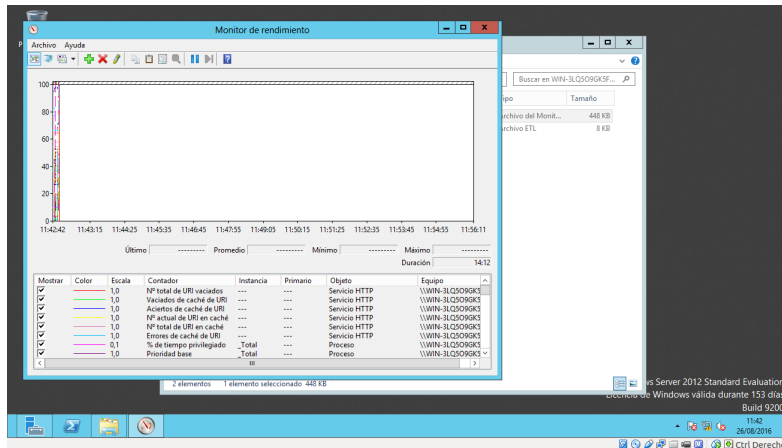 Monitor de rendimiento
Archivo Ayuda
100
80
60
40
20
0
11:42:42 11:43:15 11:44:25 11:45:35 11:46:45 11:47:55 11:49:05 11:50:15 11:51:25 11:52:35 11:53:45 11:54:55 11:56:11
Último --------- Promedio --------- Mínimo --------- Máximo ---------
Duración 14:12
Mostrar Color Escala Contador Instancia Primario Objeto Equipo
1,0 Nº total de URI vaciados --- --- Servicio HTTP \\WIN-3LQ5O9GK5
1,0 Vaciados de caché de URI --- --- Servicio HTTP \\WIN-3LQ5O9GK5
1,0 Aciertos de caché de URI --- --- Servicio HTTP \\WIN-3LQ5O9GK5
1,0 Nº actual de URI en caché --- --- Servicio HTTP \\WIN-3LQ5O9GK5
1,0 Nº total de URI en caché --- --- Servicio HTTP \\WIN-3LQ5O9GK5
1,0 Errores de caché de URI --- --- Servicio HTTP \\WIN-3LQ5O9GK5
0,1 % de tiempo privilegiado _Total --- Proceso \\WIN-3LQ5O9GK5
1,0 Prioridad base _Total --- Proceso \\WIN-3LQ5O9GK5
Buscar en WIN-3LQ5O9GK5F...
ipo Tamaño
rchivo del Monit... 448 KB
rchivo ETL 8 KB
2 elementos 1 elemento seleccionado 448 KB
ws Server 2012 Standard Evaluation
Licencia de Windows válida durante 153 días
Build 9200
11:42
26/08/2016
Ctrl Derecho